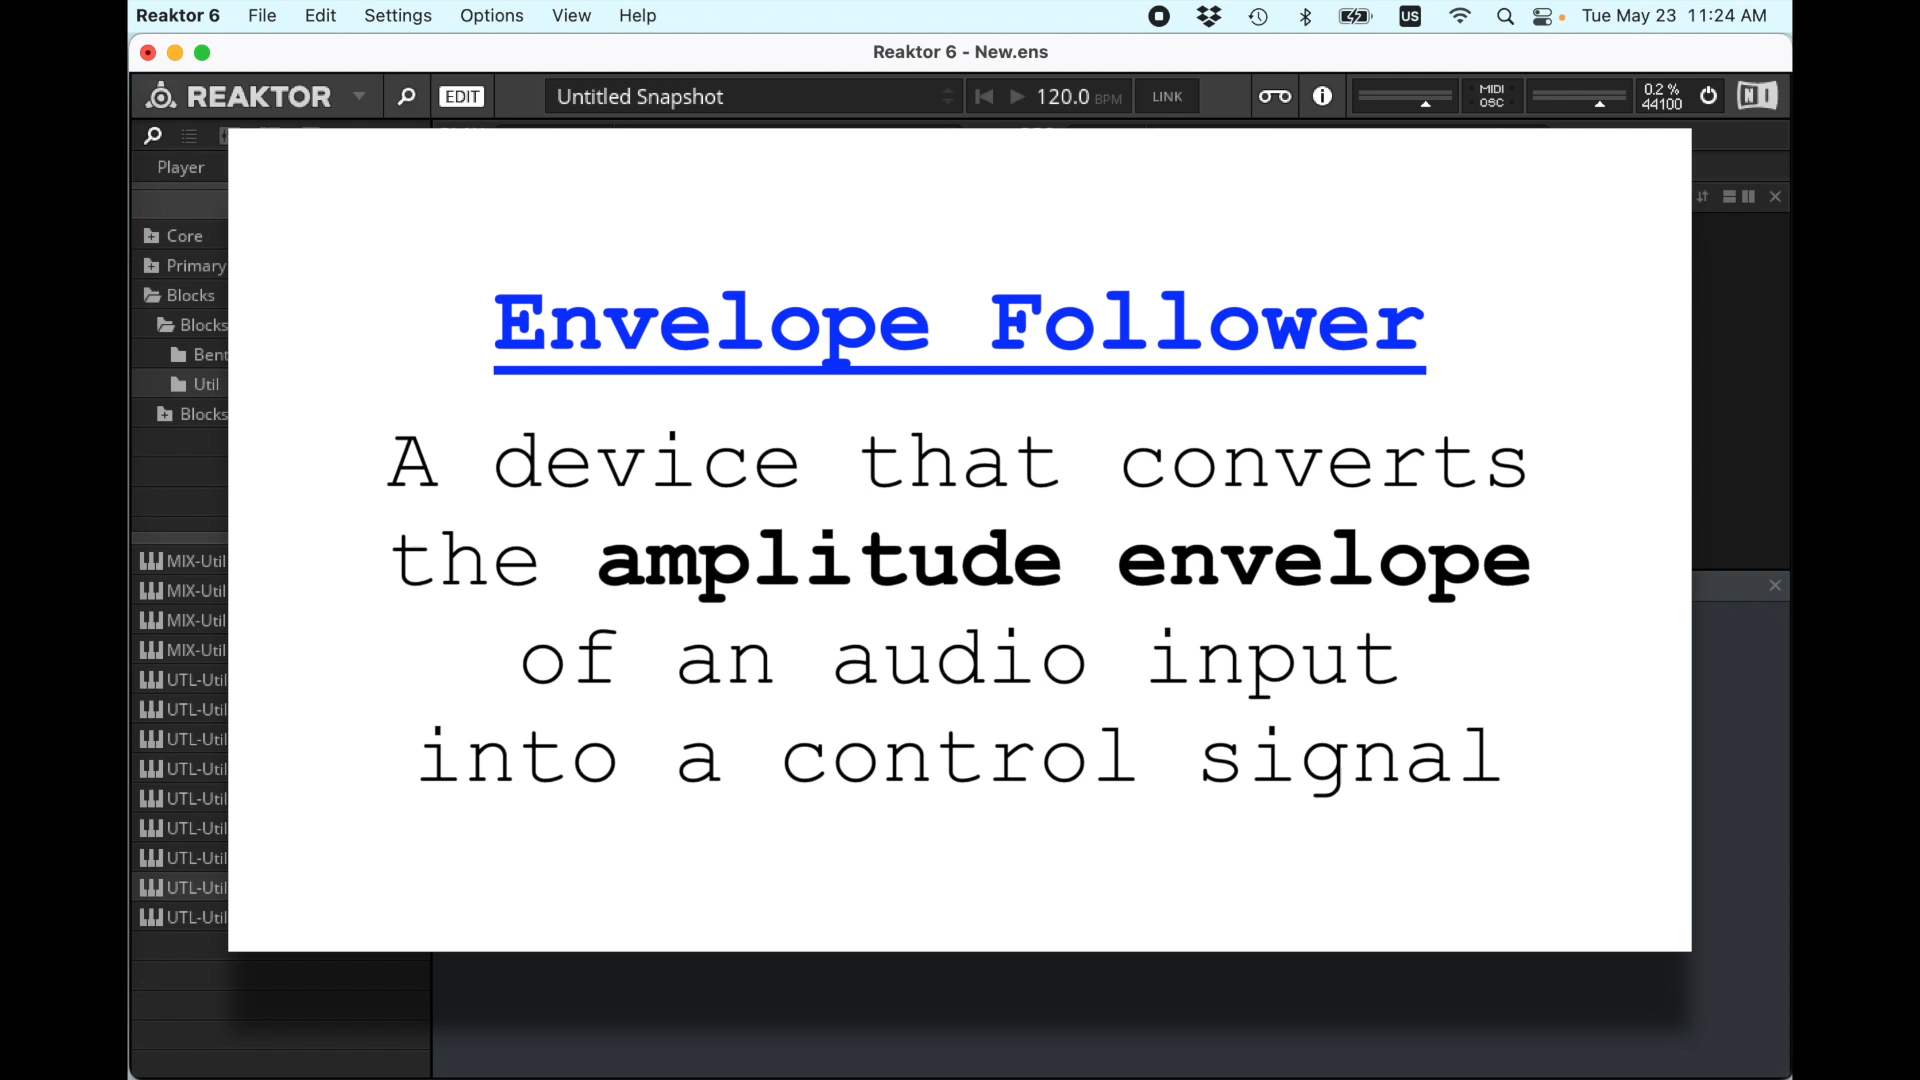 Reaktor 6 File Edit Settings Options View Help US Tue May 23 11:24 AM
Reaktor 6 - New.ens
REAKTOR EDIT Untitled Snapshot 120.0 BPM LINK MIDI OSC 0.2 % 44100 NI
Player
Core
Primary
Blocks
Blocks
Bent
Util
Blocks
MIX-Util
MIX-Util
MIX-Util
MIX-Util
UTL-Util
UTL-Util
UTL-Util
UTL-Util
UTL-Util
UTL-Util
UTL-Util
UTL-Util
UTL-Util
Envelope Follower
A device that converts
the amplitude envelope
of an audio input
into a control signal